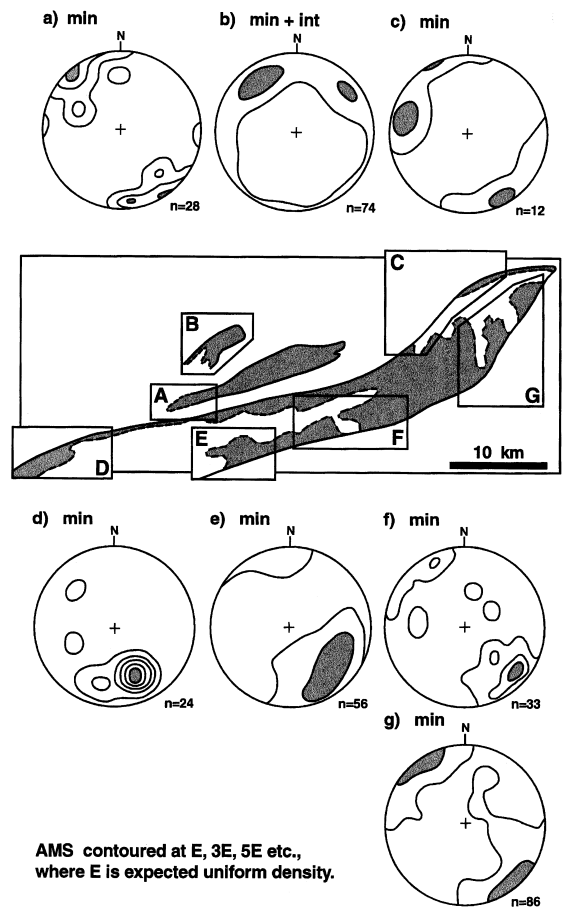 a) min
b) min + int
c) min
N
N
N
n=28
n=74
n=12
C
B
A
G
E
F
D
10 km
d) min
e) min
f) min
N
N
N
n=24
n=56
n=33
g) min
N
AMS contoured at E, 3E, 5E etc.,
where E is expected uniform density.
n=86